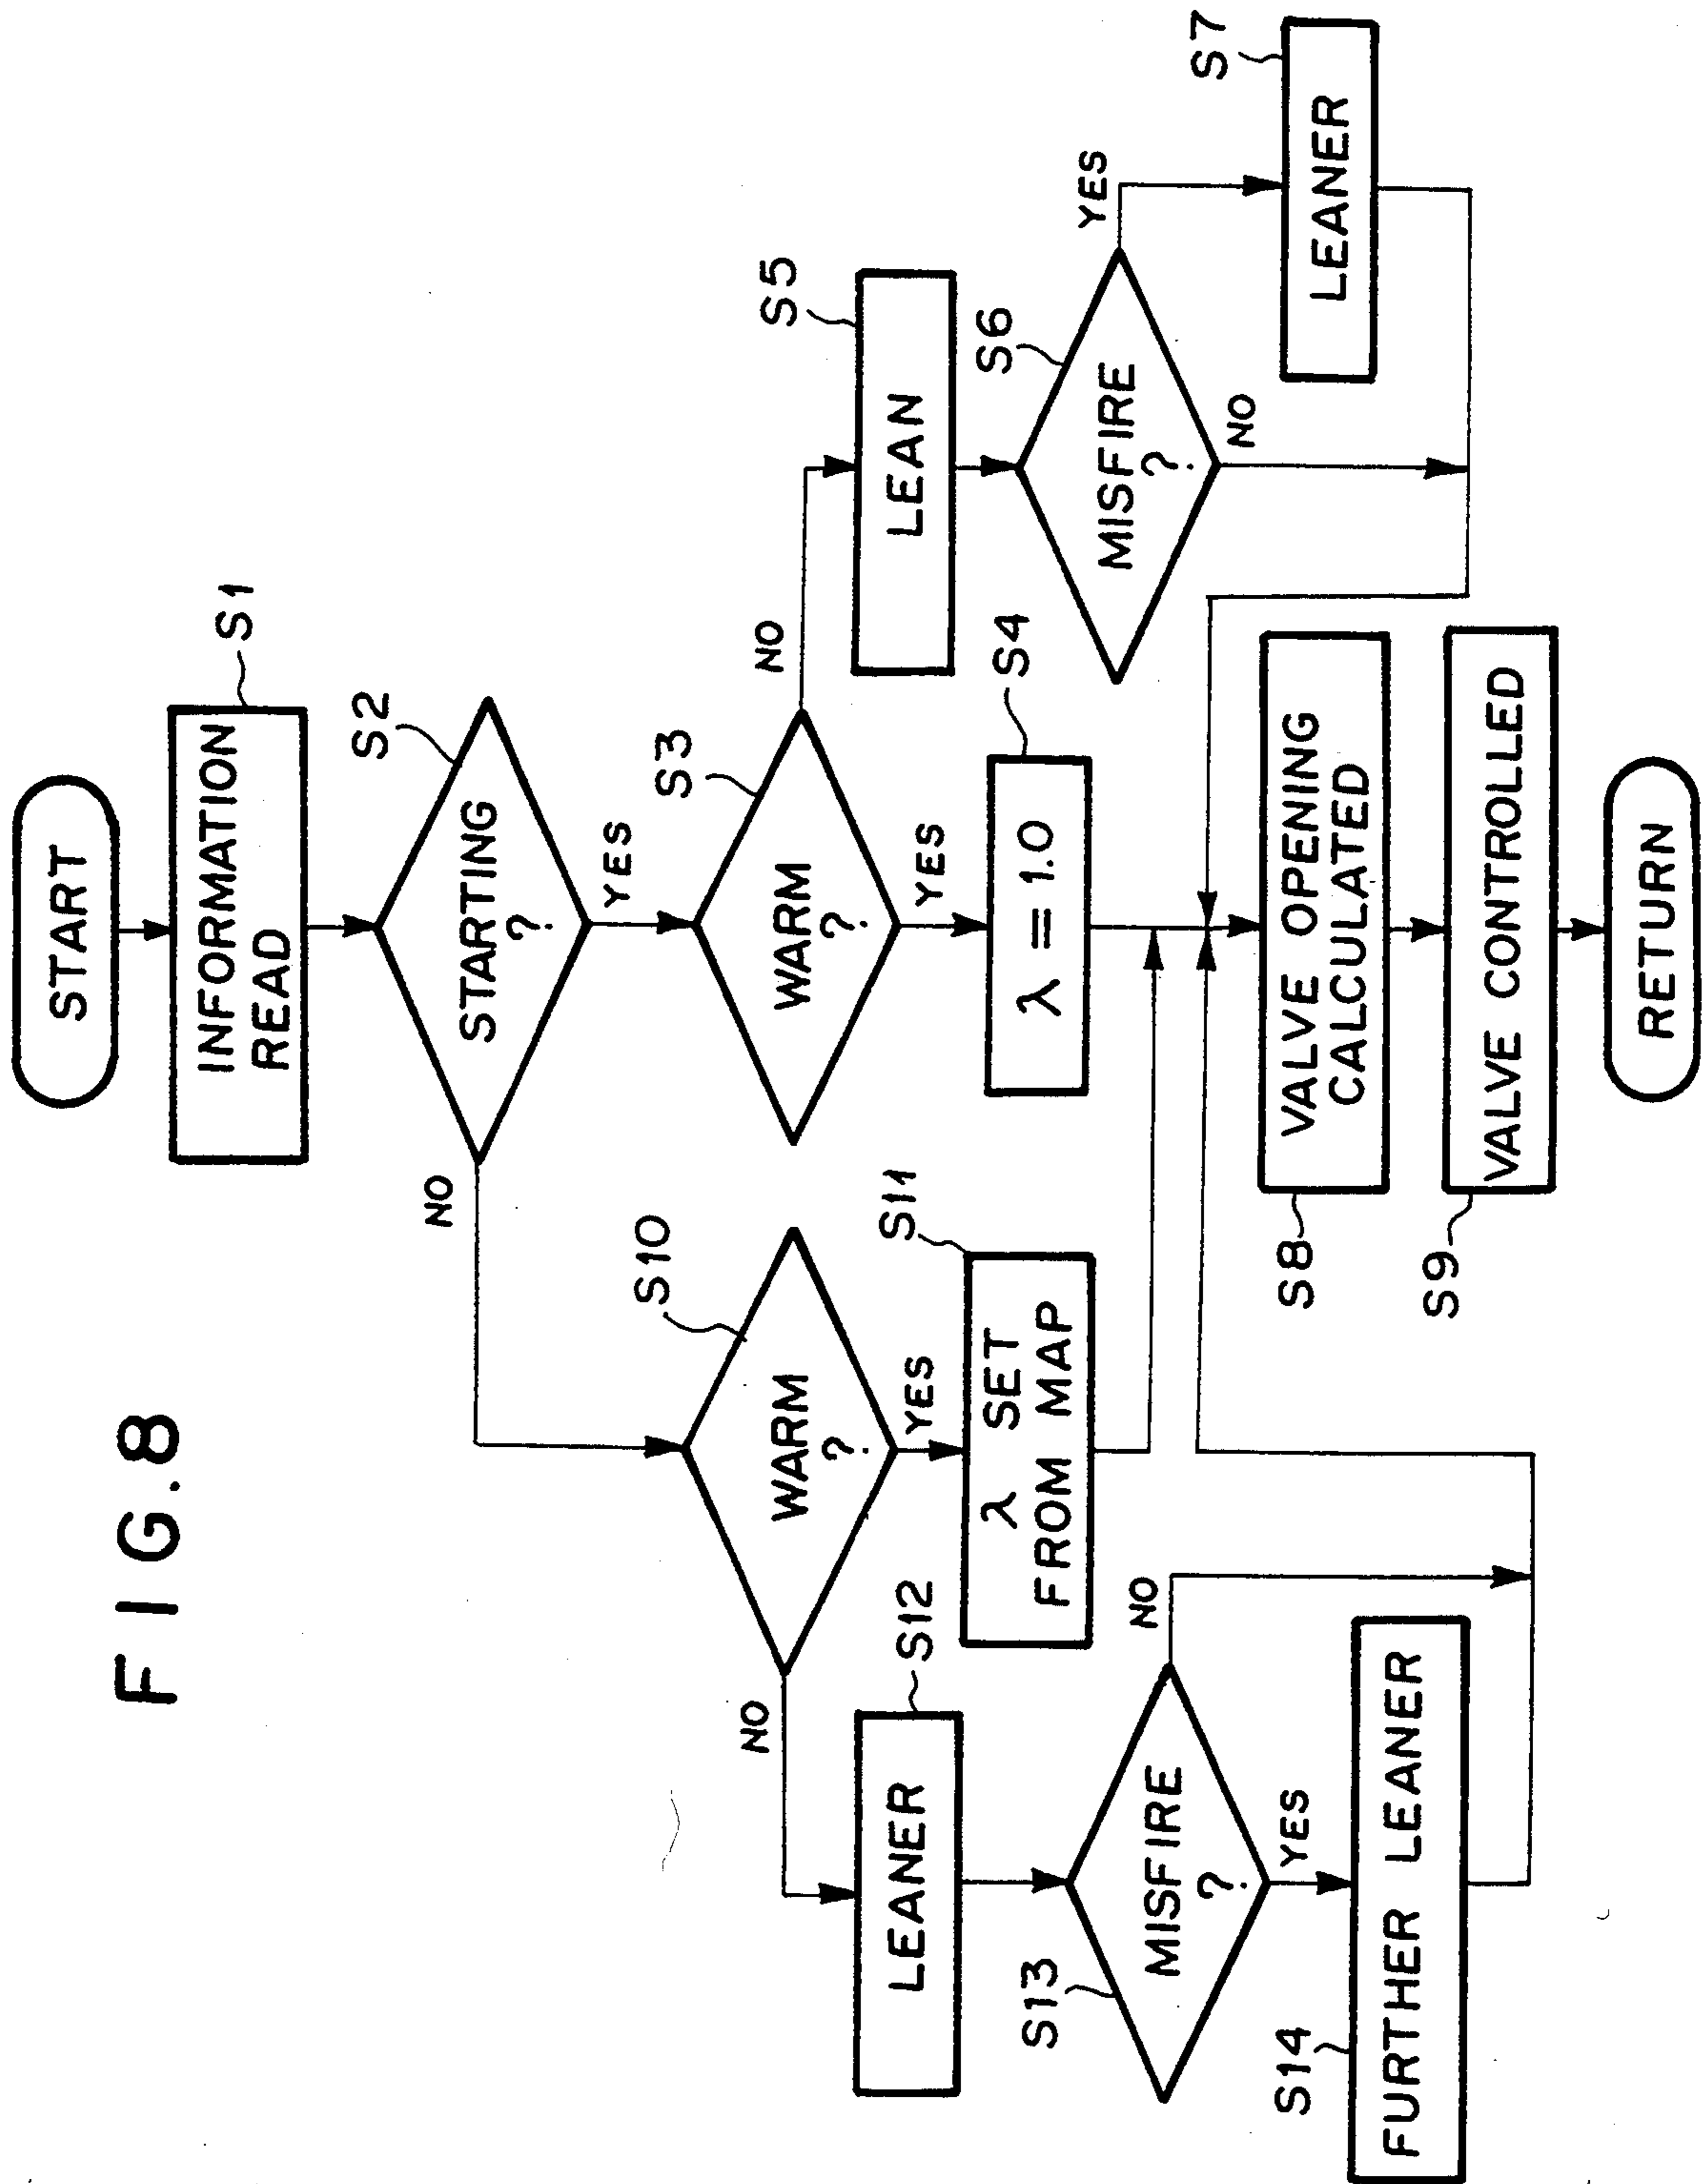 FIG.8
START
INFORMATION
READ
S1
STARTING
?
S2
NO
YES
WARM
?
S3
NO
YES
λ = 1.0
S4
LEAN
S5
MISFIRE
?
S6
YES
NO
LEANER
S7
VALVE OPENING
CALCULATED
S8
VALVE CONTROLLED
S9
RETURN
WARM
?
S10
NO
YES
λ SET
FROM MAP
S11
LEANER
S12
MISFIRE
?
S13
NO
YES
FURTHER LEANER
S14